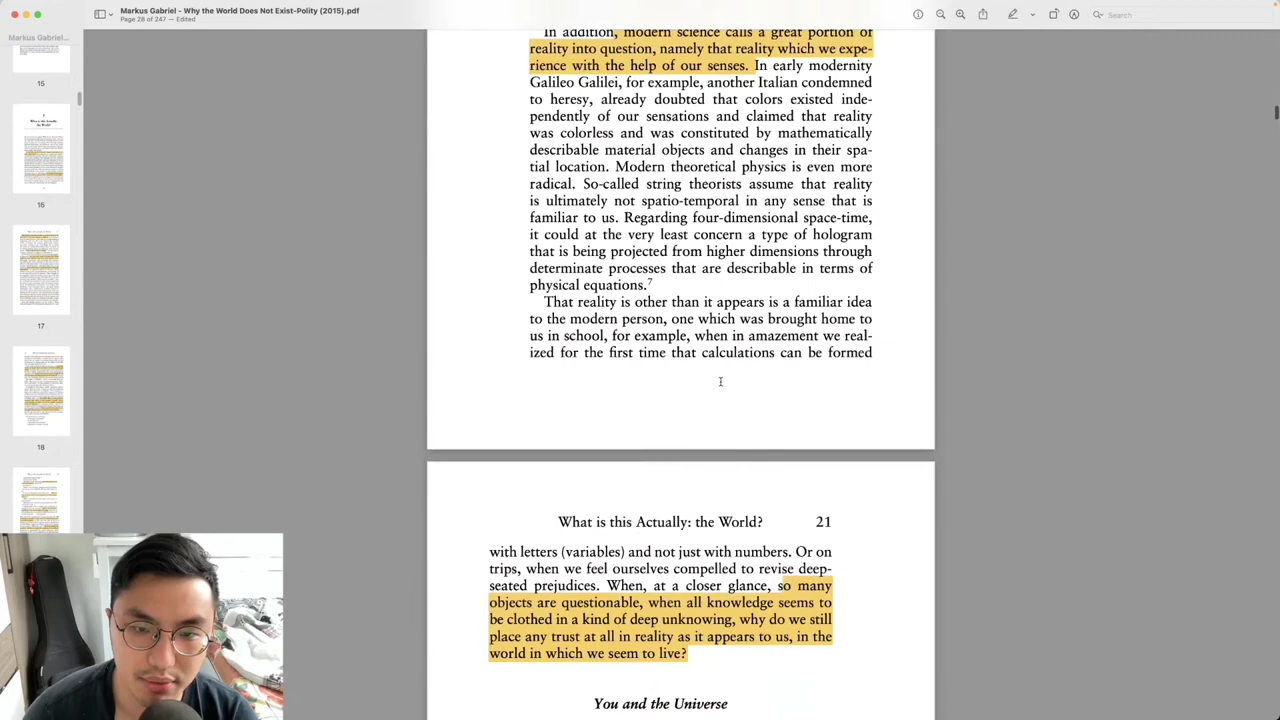 Markus Gabriel - Why the World Does Not Exist-Polity (2015).pdf
Page 28 of 247 — Edited
Search
Markus Gabriel -
15
16
17
18
In addition, modern science calls a great portion of
reality into question, namely that reality which we expe-
rience with the help of our senses. In early modernity
Galileo Galilei, for example, another Italian condemned
to heresy, already doubted that colors existed inde-
pendently of our sensations and claimed that reality
was colorless and was constituted by mathematically
describable material objects and changes in their spa-
tial location. Modern theoretical physics is even more
radical. So-called string theorists assume that reality
is ultimately not spatio-temporal in any sense that is
familiar to us. Regarding four-dimensional space-time,
it could at the very least concern a type of hologram
that is being projected from higher dimensions through
determinate processes that are describable in terms of
physical equations.7
That reality is other than it appears is a familiar idea
to the modern person, one which was brought home to
us in school, for example, when in amazement we real-
ized for the first time that calculations can be formed
What is this Actually: the World? 21
with letters (variables) and not just with numbers. Or on
trips, when we feel ourselves compelled to revise deep-
seated prejudices. When, at a closer glance, so many
objects are questionable, when all knowledge seems to
be clothed in a kind of deep unknowing, why do we still
place any trust at all in reality as it appears to us, in the
world in which we seem to live?
You and the Universe